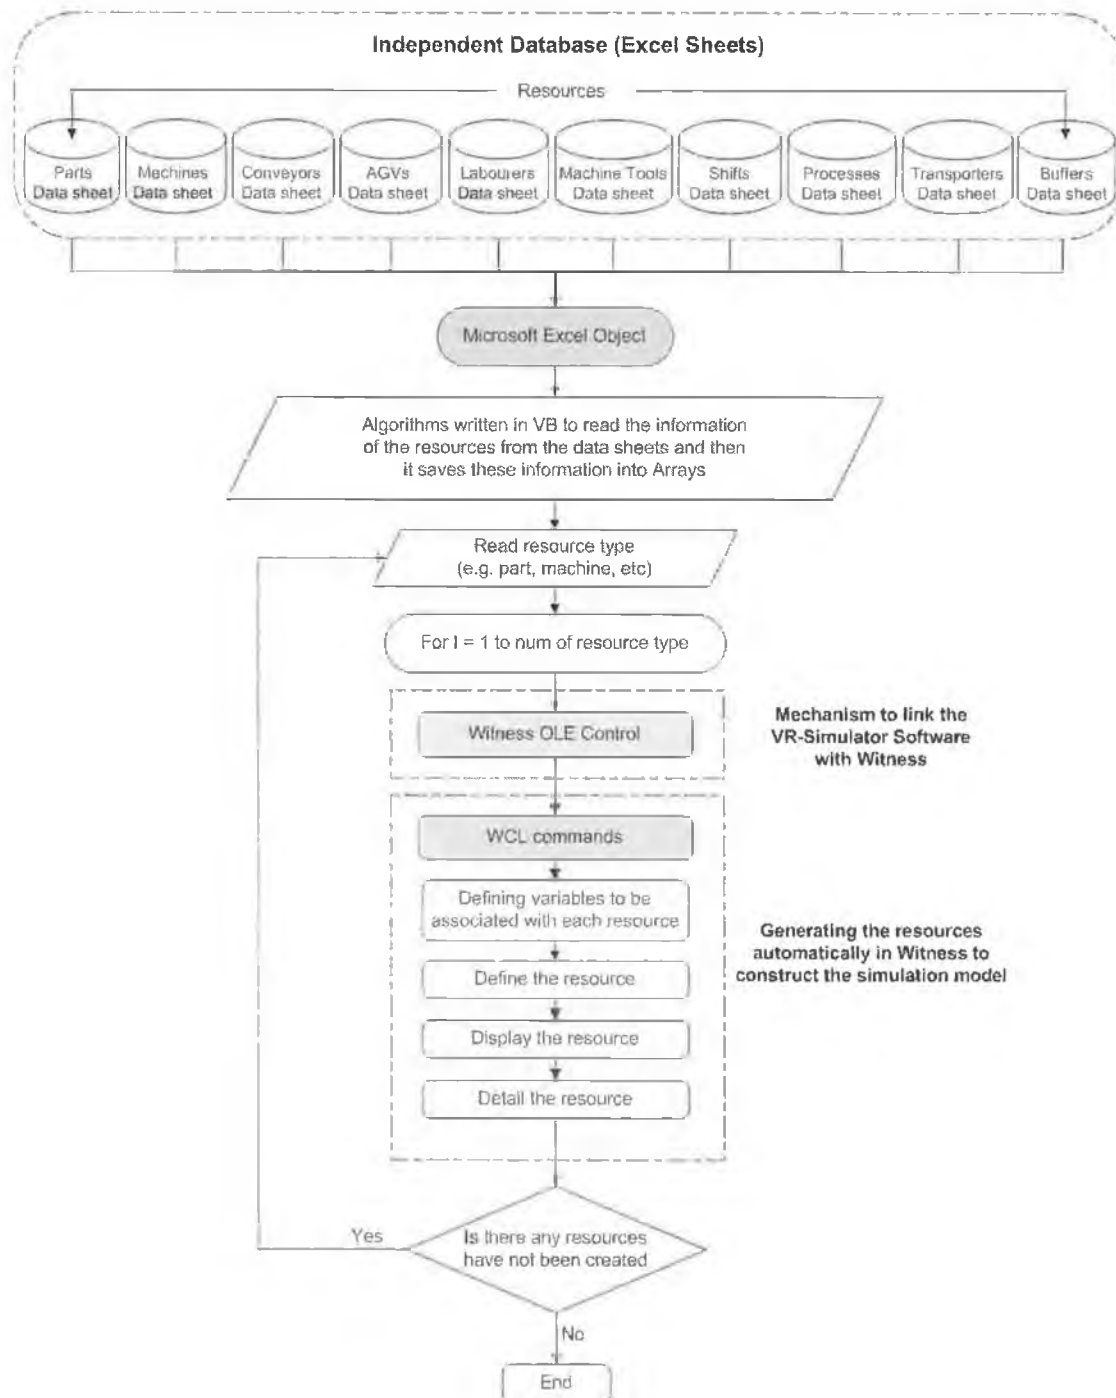 Independent Database (Excel Sheets)
Resources
Parts
Data sheet
Machines
Data sheet
Conveyors
Data sheet
AGVs
Data sheet
Labourers
Data sheet
Machine Tools
Data sheet
Shifts
Data sheet
Processes
Data sheet
Transporters
Data sheet
Buffers
Data sheet
Microsoft Excel Object
Algorithms written in VB to read the information
of the resources from the data sheets and then
it saves these information into Arrays
Read resource type
(e.g. part, machine, etc)
For I = 1 to num of resource type
Witness OLE Control
Mechanism to link the
VR-Simulator Software
with Witness
WCL commands
Defining variables to be
associated with each resource
Define the resource
Display the resource
Detail the resource
Generating the resources
automatically in Witness to
construct the simulation model
Is there any resources
have not been created
Yes
No
End